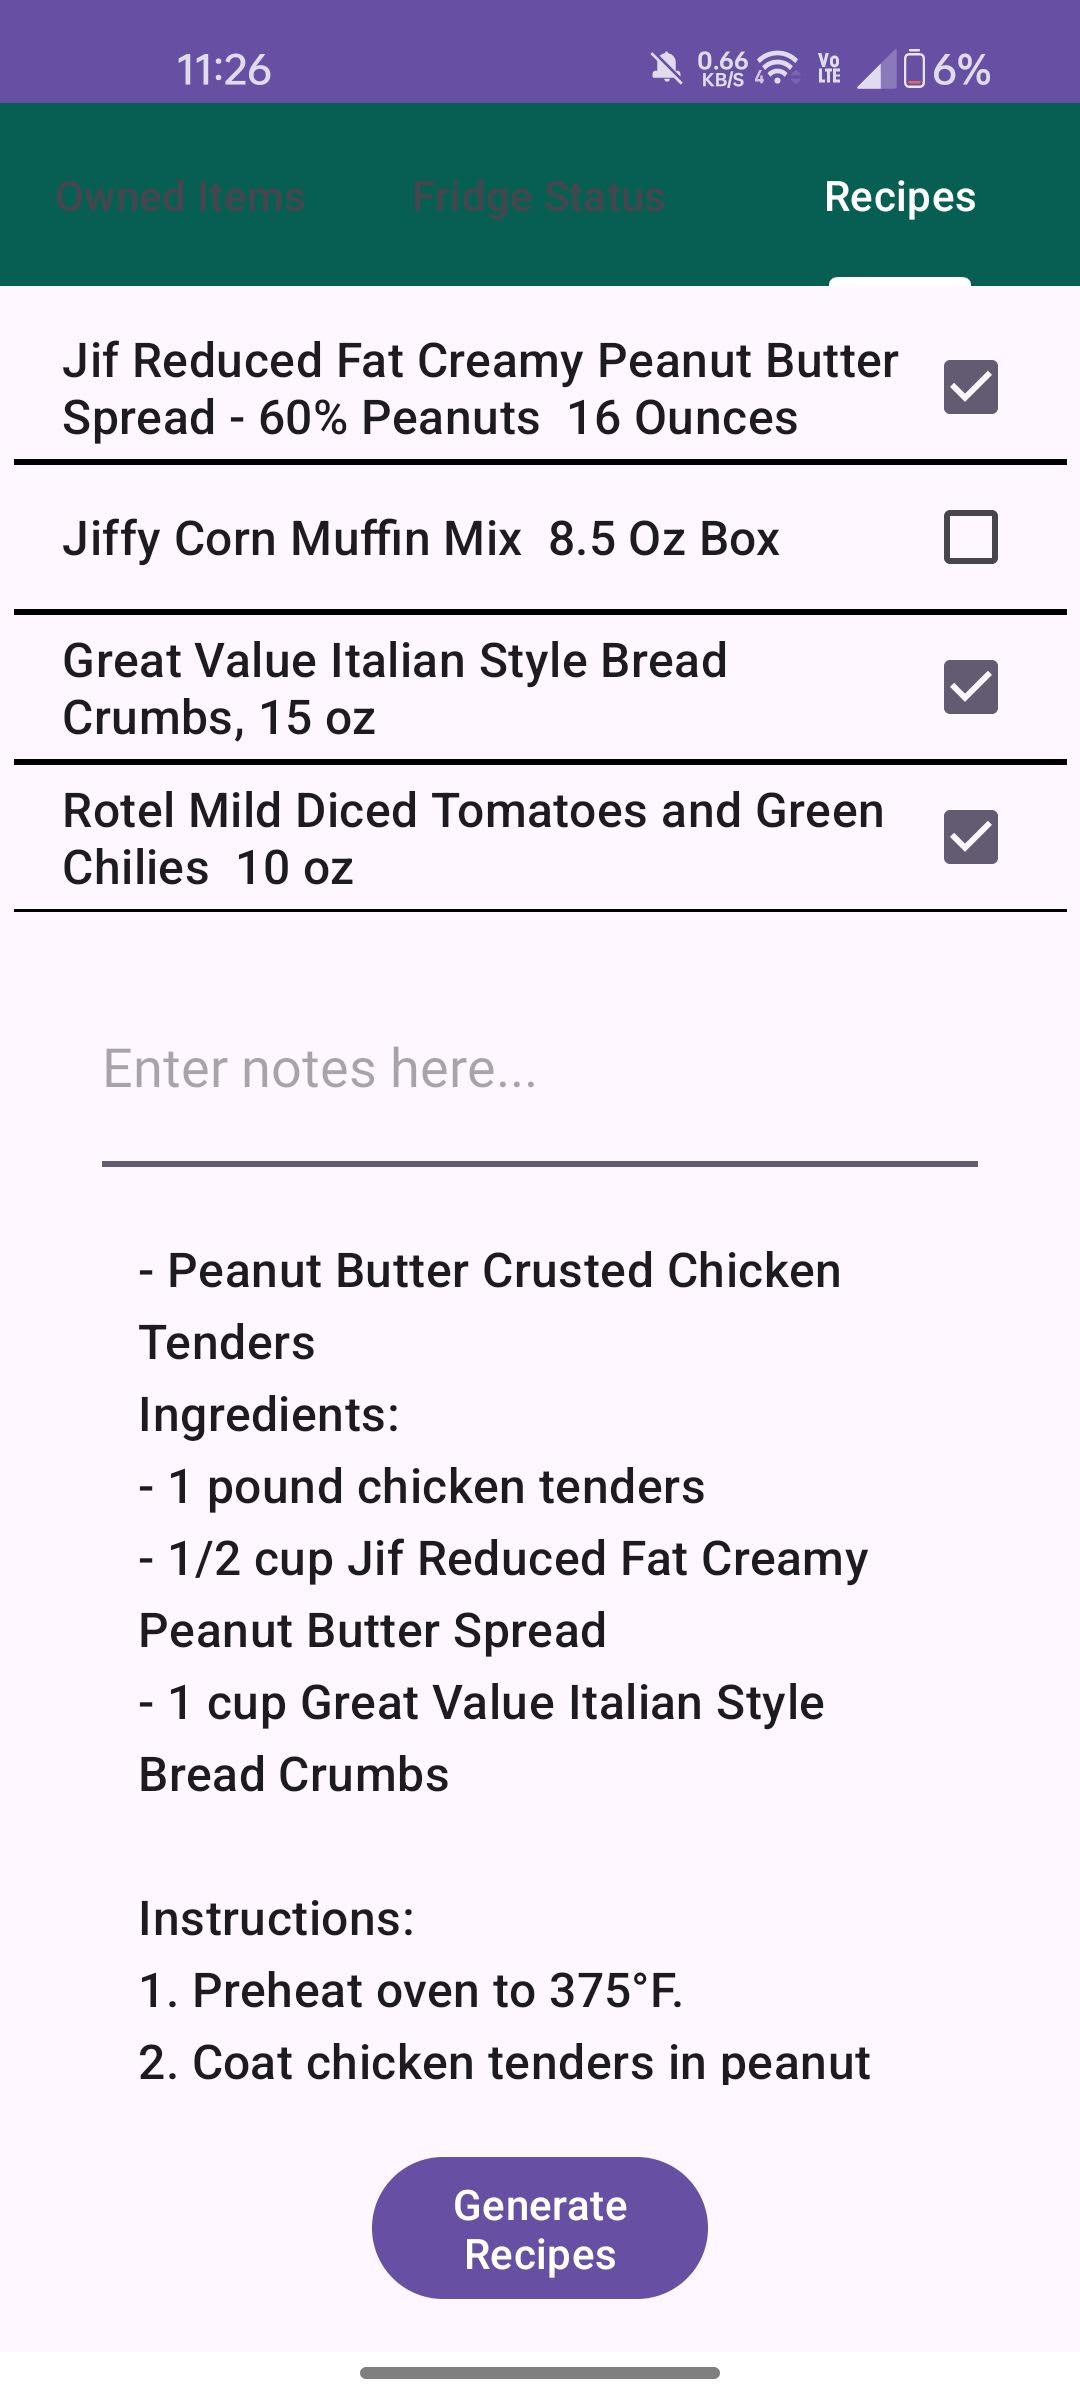 11:26
0.66
KB/S
4
Vo
LTE
6%
Owned Items
Fridge Status
Recipes
Jif Reduced Fat Creamy Peanut Butter
Spread - 60% Peanuts  16 Ounces
Jiffy Corn Muffin Mix  8.5 Oz Box
Great Value Italian Style Bread
Crumbs, 15 oz
Rotel Mild Diced Tomatoes and Green
Chilies  10 oz
Enter notes here...
- Peanut Butter Crusted Chicken
Tenders
Ingredients:
- 1 pound chicken tenders
- 1/2 cup Jif Reduced Fat Creamy
Peanut Butter Spread
- 1 cup Great Value Italian Style
Bread Crumbs
Instructions:
1. Preheat oven to 375°F.
2. Coat chicken tenders in peanut
Generate
Recipes